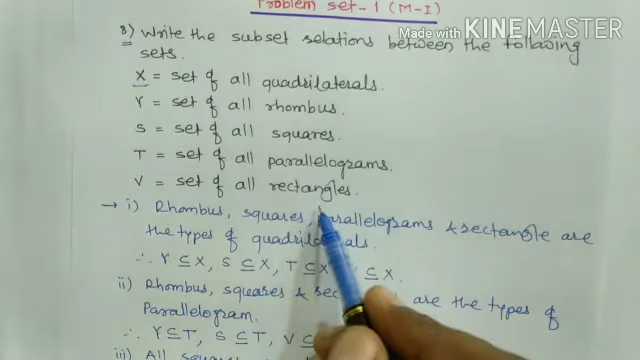 Problem set-1 (M-I)
Made with KINEMASTER
8) Write the subset relations between the following
sets.
X = set of all quadrilaterals.
Y = set of all rhombus.
S = set of all squares.
T = set of all parallelograms.
V = set of all rectangles.
→ i) Rhombus, squares, parallelograms & rectangle are
the types of quadrilaterals.
∴ Y ⊆ X, S ⊆ X, T ⊆ X ⊆ X.
ii) Rhombus, squares & are the types of
Parallelogram.
∴ Y ⊆ T, S ⊆ T, V ⊆
iii) All